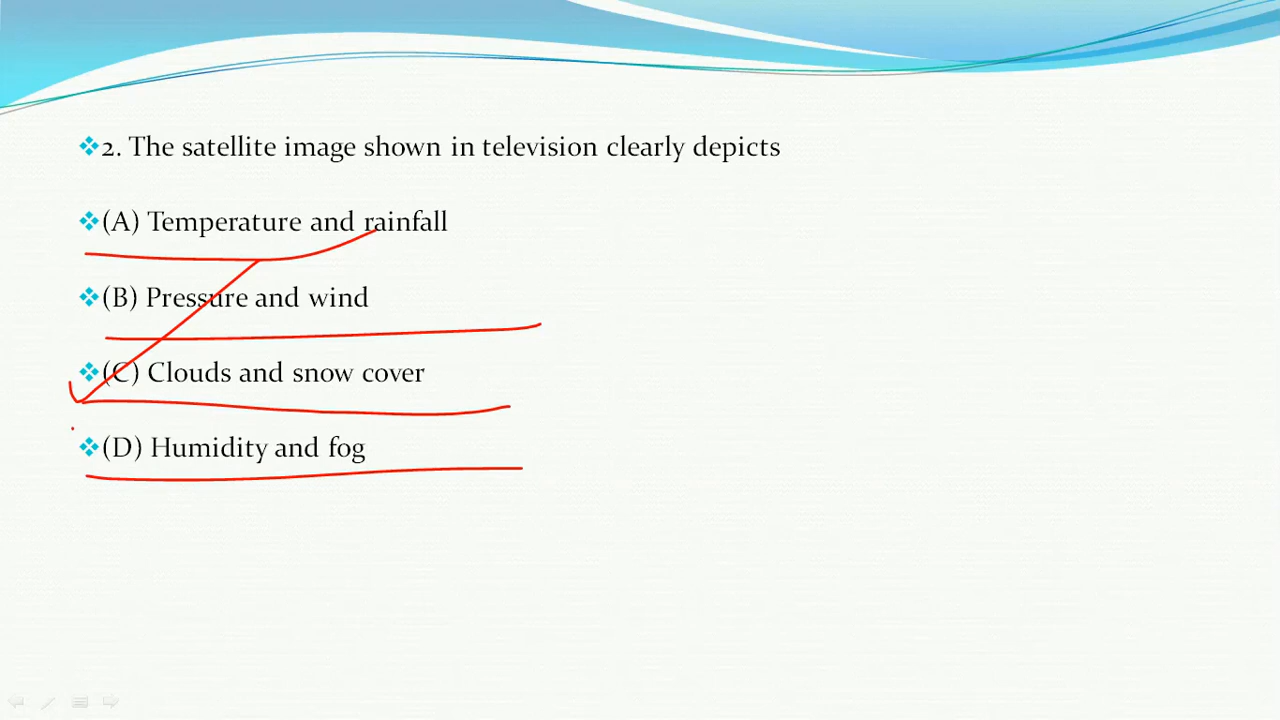 2. The satellite image shown in television clearly depicts
(A) Temperature and rainfall
(B) Pressure and wind
(C) Clouds and snow cover
(D) Humidity and fog